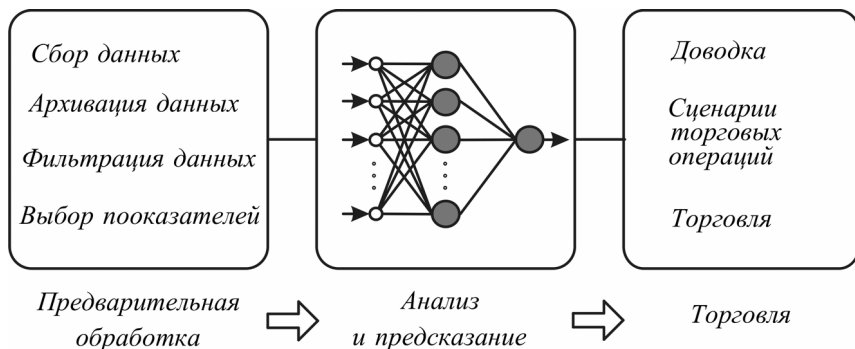 Сбор данных
Архивация данных
Фильтрация данных
Выбор пооказателей
Доводка
Сценарии
торговых
операций
Торговля
Предварительная
обработка
Анализ
и предсказание
Торговля